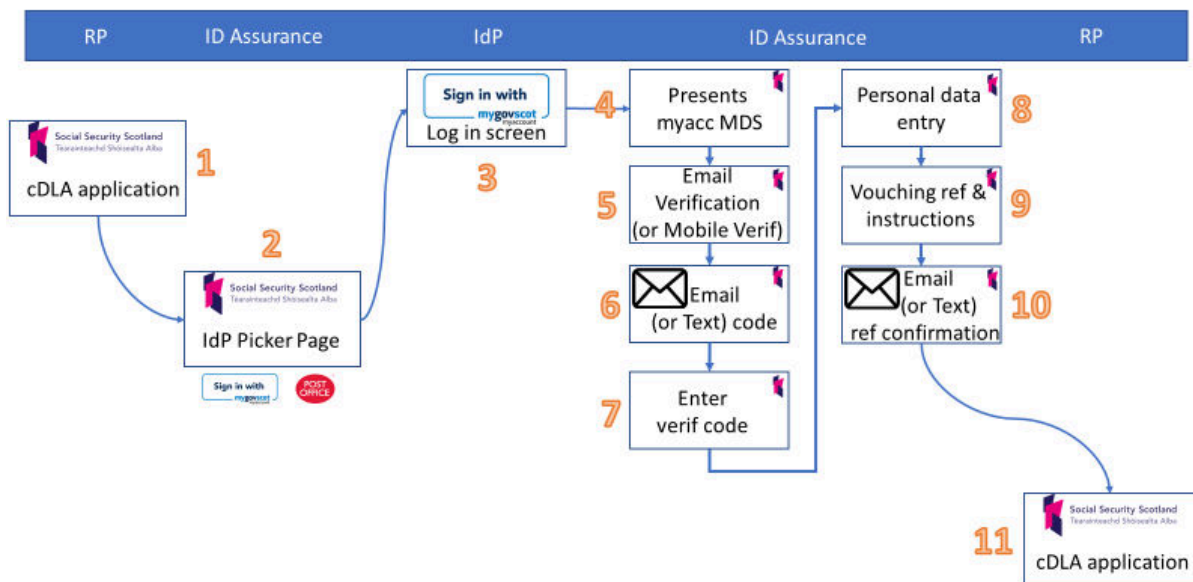 RP
ID Assurance
IdP
ID Assurance
RP
1
Social Security Scotland
Tèarainteachd Shòisealta Alba
cDLA application
2
Social Security Scotland
Tèarainteachd Shòisealta Alba
IdP Picker Page
Sign in with
mygovscot
myaccount
POST
OFFICE
Sign in with
mygovscot
myaccount
Log in screen
3
4
Presents
myacc MDS
5
Email
Verification
(or Mobile Verif)
6
Email
(or Text) code
7
Enter
verif code
Personal data
entry
8
Vouching ref &
instructions
9
Email
(or Text)
ref confirmation
10
11
Social Security Scotland
Tèarainteachd Shòisealta Alba
cDLA application